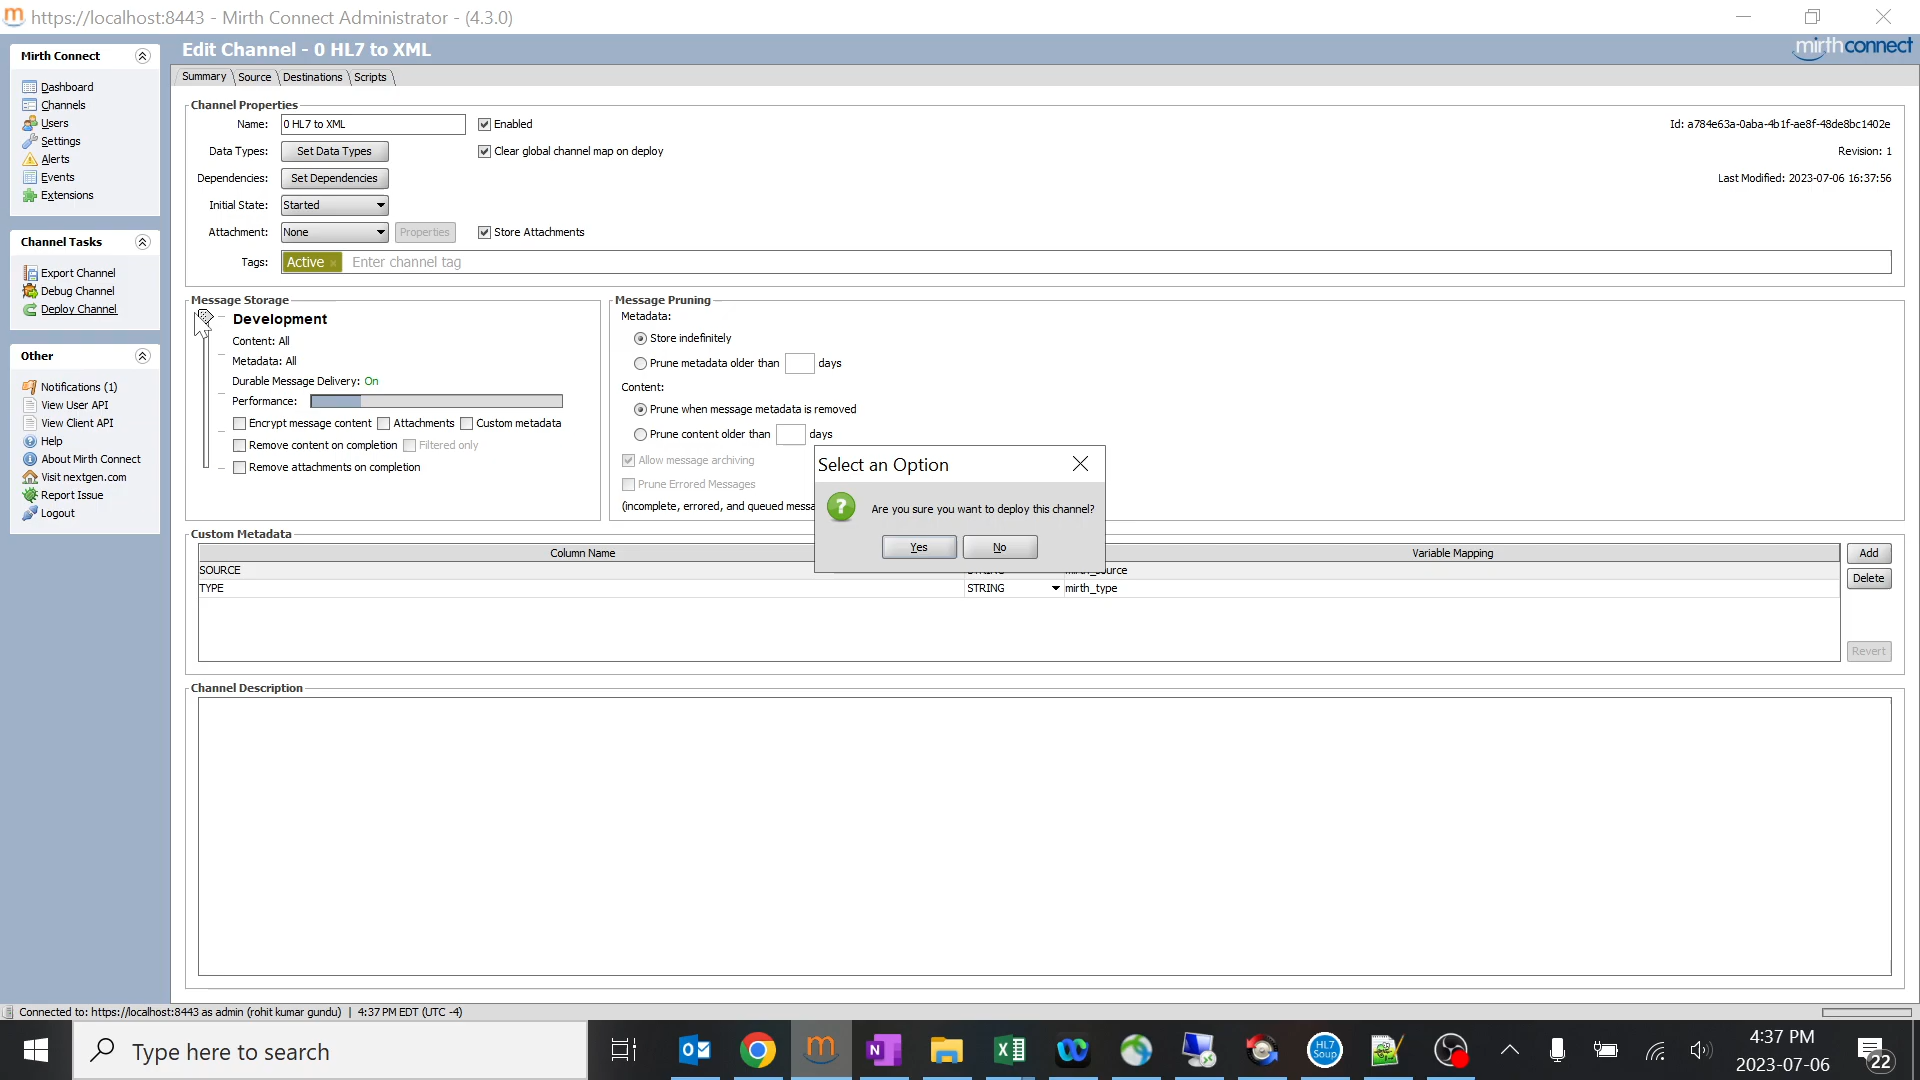 https://localhost:8443 - Mirth Connect Administrator - (4.3.0)
Mirth Connect
Dashboard
Channels
Users
Settings
Alerts
Events
Extensions
Channel Tasks
Export Channel
Debug Channel
Deploy Channel
Other
Notifications (1)
View User API
View Client API
Help
About Mirth Connect
Visit nextgen.com
Report Issue
Logout
Edit Channel - 0 HL7 to XML
mirthconnect
Summary Source Destinations Scripts
Channel Properties
Name: 0 HL7 to XML Enabled Id: a784e63a-0aba-4b1f-ae8f-48de8bc1402e
Data Types: Set Data Types Clear global channel map on deploy Revision: 1
Dependencies: Set Dependencies Last Modified: 2023-07-06 16:37:56
Initial State: Started
Attachment: None Properties Store Attachments
Tags: Active × Enter channel tag
Message Storage
Development
Content: All
Metadata: All
Durable Message Delivery: On
Performance:
Encrypt message content Attachments Custom metadata
Remove content on completion Filtered only
Remove attachments on completion
Message Pruning
Metadata:
Store indefinitely
Prune metadata older than days
Content:
Prune when message metadata is removed
Prune content older than days
Allow message archiving
Prune Errored Messages
(incomplete, errored, and queued messa
Select an Option
Are you sure you want to deploy this channel?
Yes No
Custom Metadata
Column Name Variable Mapping Add
SOURCE STRING mirth_source
Delete
TYPE STRING mirth_type
Revert
Channel Description
Connected to: https://localhost:8443 as admin (rohit kumar gundu) | 4:37 PM EDT (UTC -4)
Type here to search
HL7
Soup
4:37 PM
2023-07-06
22